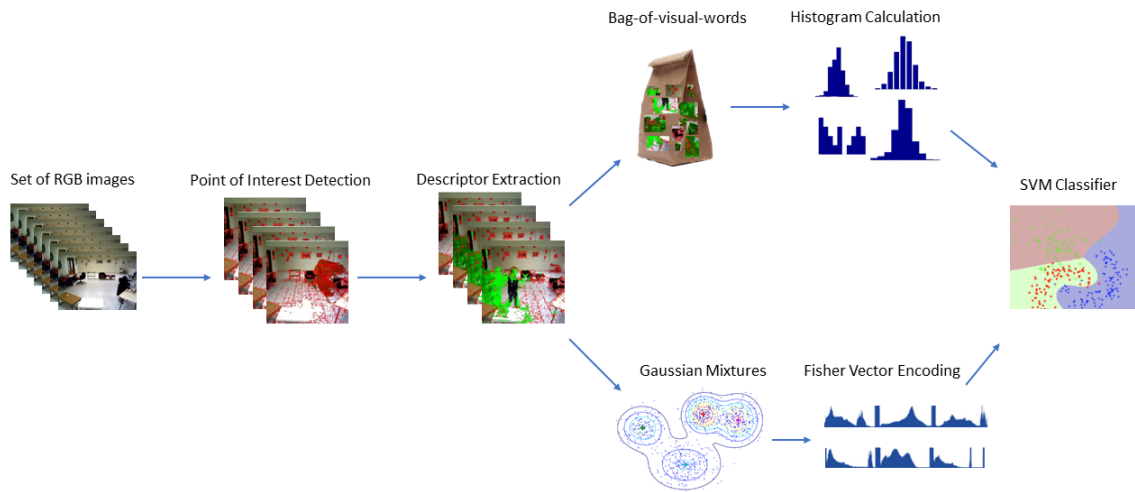 Bag-of-visual-words
Histogram Calculation
Set of RGB images
Point of Interest Detection
Descriptor Extraction
SVM Classifier
Gaussian Mixtures
Fisher Vector Encoding